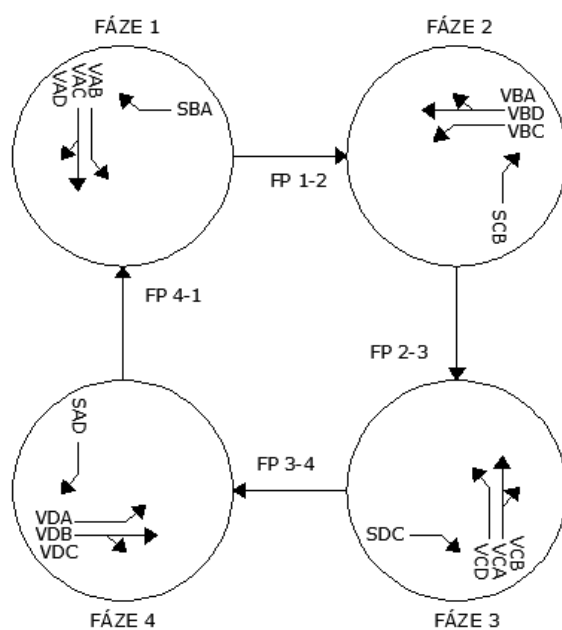 FÁZE 1
FÁZE 2
VAD
VAC
VAB
SBA
VBA
VBD
VBC
SCB
FP 1-2
FP 4-1
FP 2-3
SAD
VDA
VDB
VDC
FP 3-4
SDC
VCD
VCA
VCB
FÁZE 4
FÁZE 3